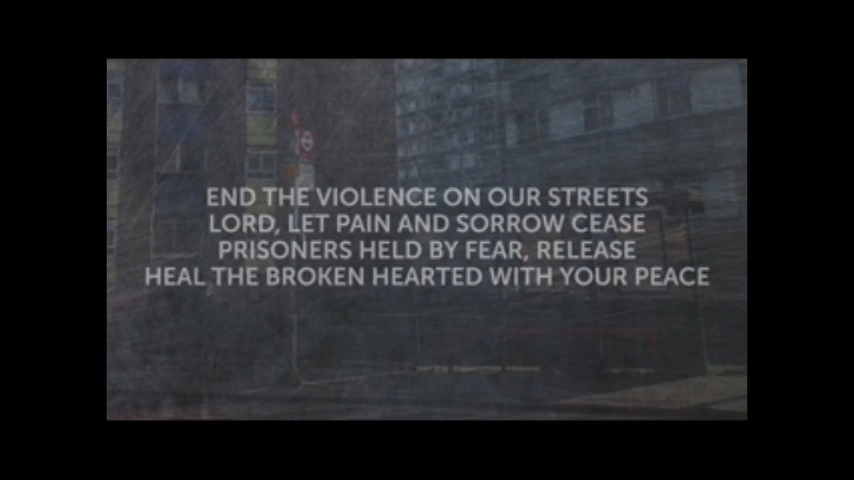 END THE VIOLENCE ON OUR STREETS
LORD, LET PAIN AND SORROW CEASE
PRISONERS HELD BY FEAR, RELEASE
HEAL THE BROKEN HEARTED WITH YOUR PEACE